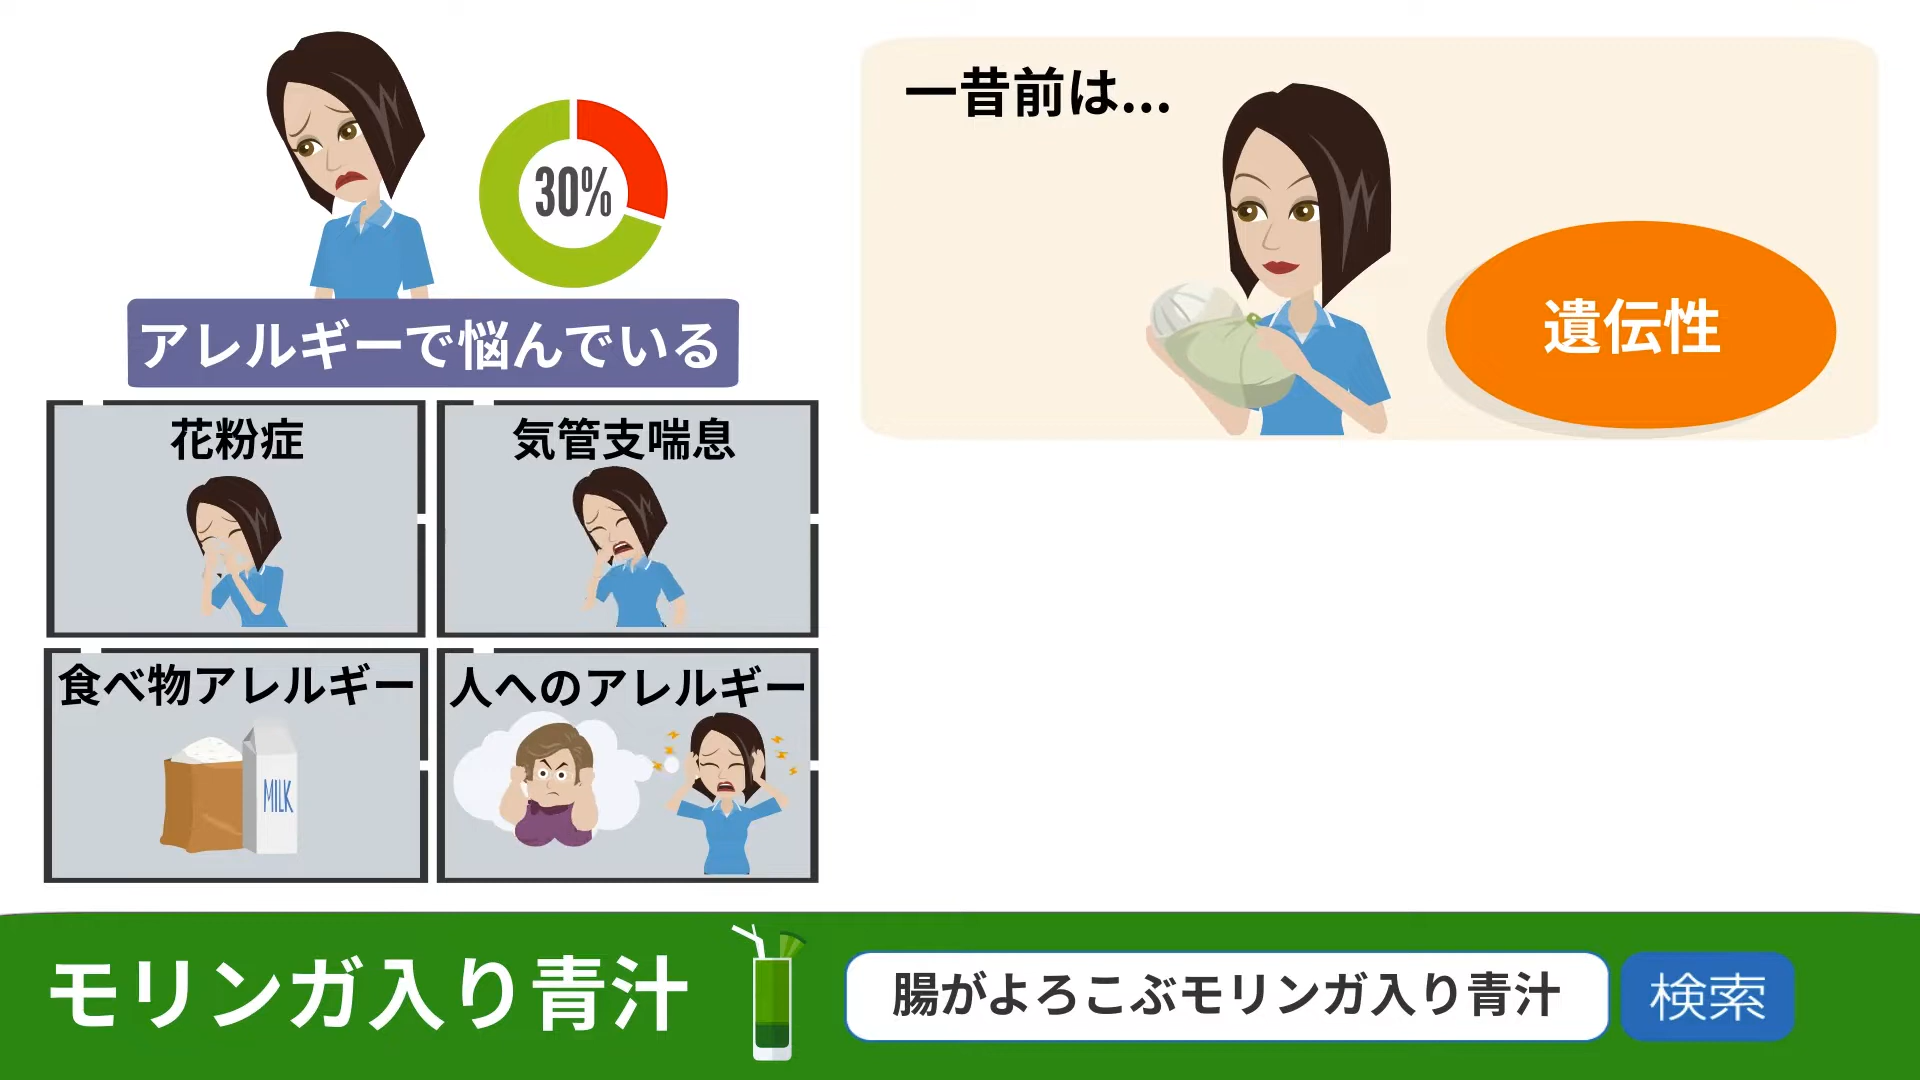 30%
アレルギーで悩んでいる
花粉症
気管支喘息
食べ物アレルギー
MILK
人へのアレルギー
一昔前は...
遺伝性
モリンガ入り青汁
腸がよろこぶモリンガ入り青汁
検索